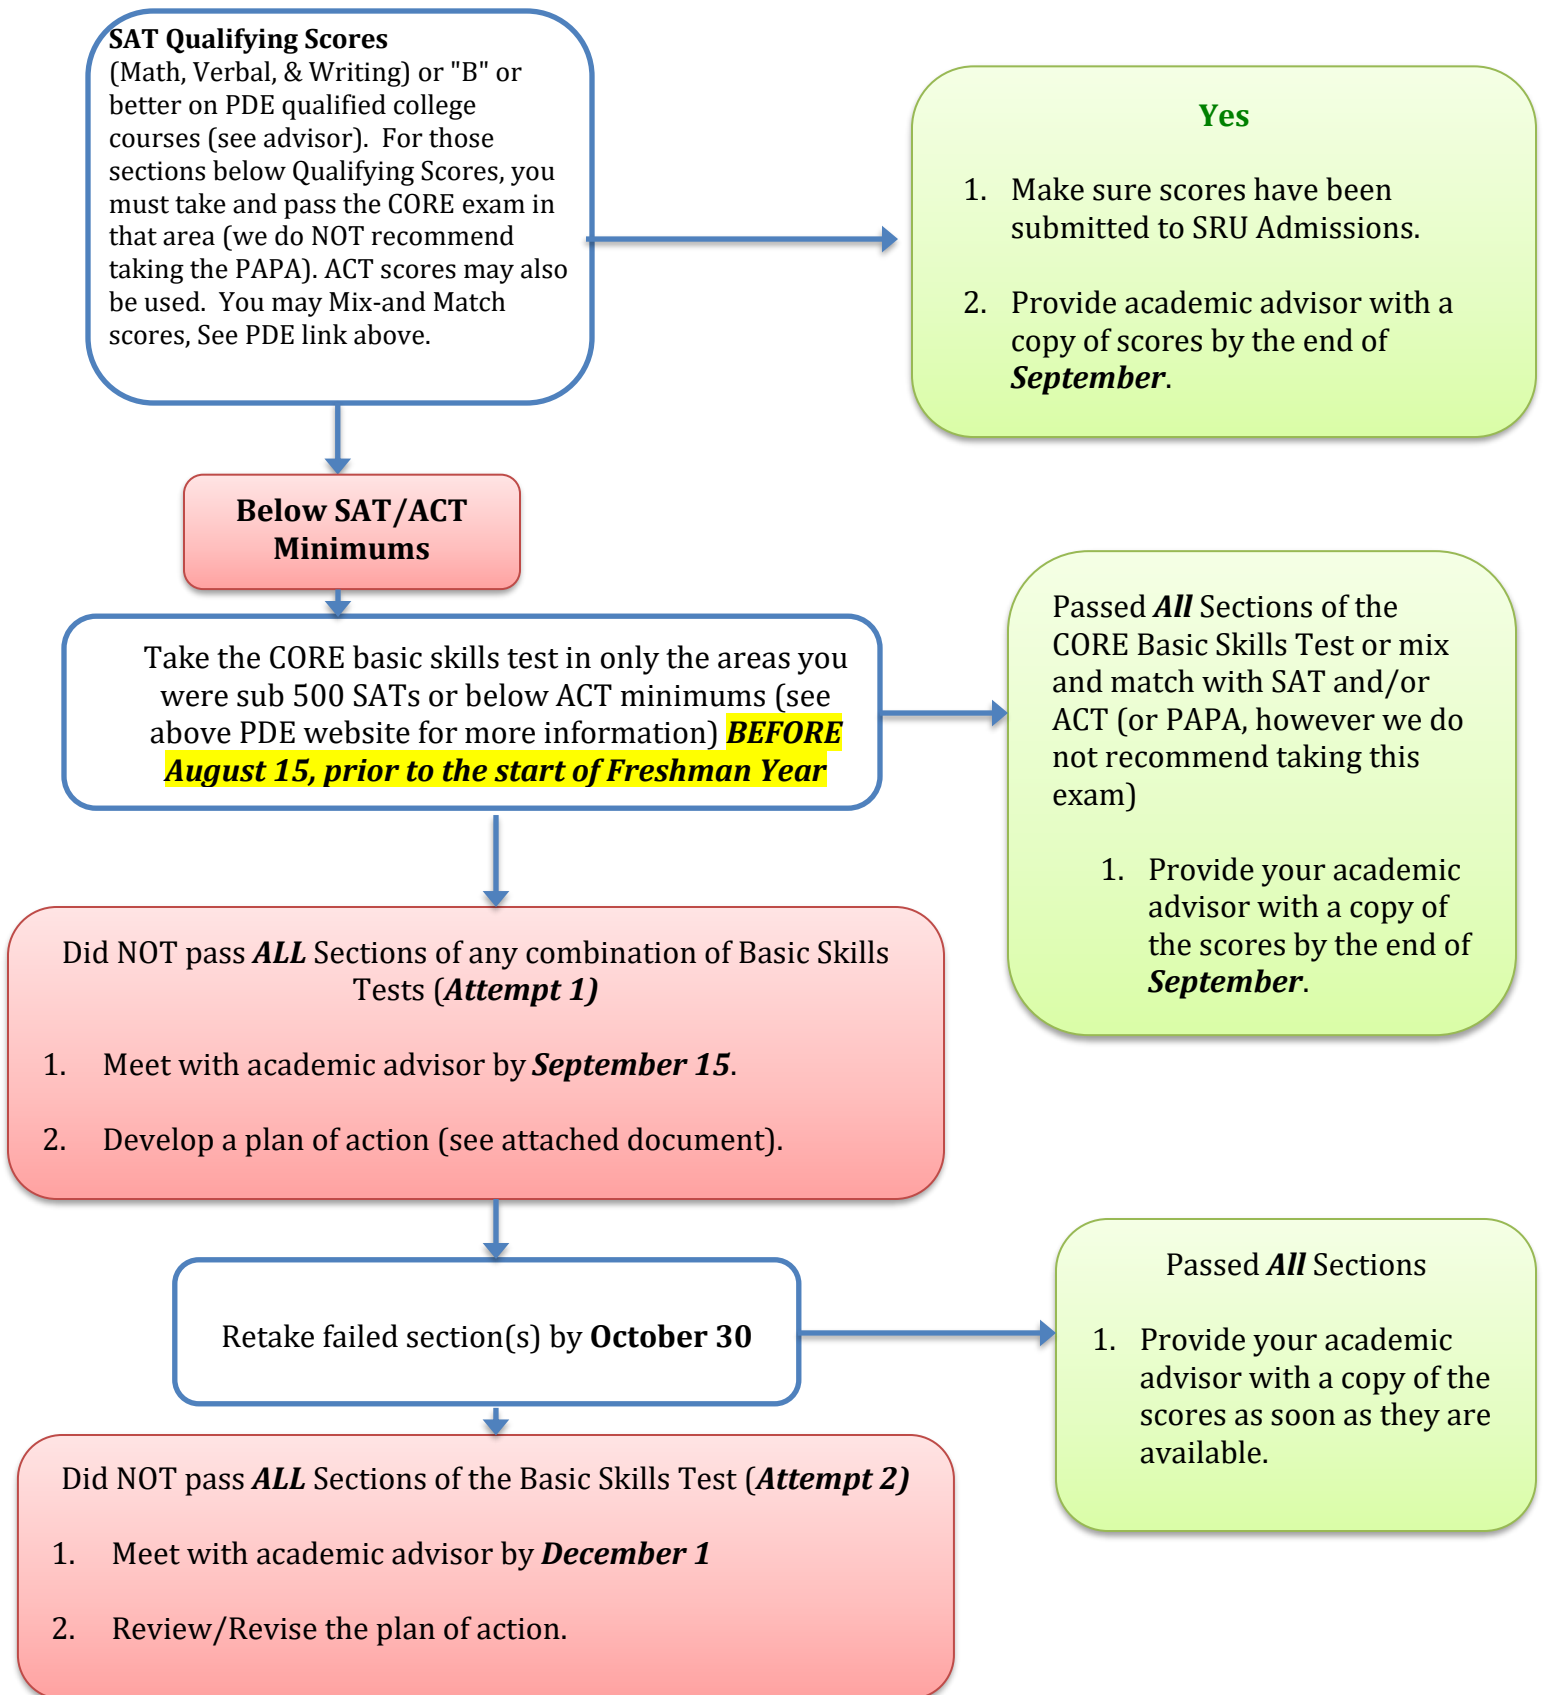 SAT Qualifying Scores
(Math, Verbal, & Writing) or "B" or
better on PDE qualified college
courses (see advisor).  For those
sections below Qualifying Scores, you
must take and pass the CORE exam in
that area (we do NOT recommend
taking the PAPA). ACT scores may also
be used.  You may Mix-and Match
scores, See PDE link above.
Yes
1. Make sure scores have been
submitted to SRU Admissions.
2. Provide academic advisor with a
copy of scores by the end of
September.
Below SAT/ACT
Minimums
Take the CORE basic skills test in only the areas you
were sub 500 SATs or below ACT minimums (see
above PDE website for more information) BEFORE
August 15, prior to the start of Freshman Year
Passed All Sections of the
CORE Basic Skills Test or mix
and match with SAT and/or
ACT (or PAPA, however we do
not recommend taking this
exam)
1. Provide your academic
advisor with a copy of
the scores by the end of
September.
Did NOT pass ALL Sections of any combination of Basic Skills
Tests (Attempt 1)
1. Meet with academic advisor by September 15.
2. Develop a plan of action (see attached document).
Retake failed section(s) by October 30
Passed All Sections
1. Provide your academic
advisor with a copy of the
scores as soon as they are
available.
Did NOT pass ALL Sections of the Basic Skills Test (Attempt 2)
1. Meet with academic advisor by December 1
2. Review/Revise the plan of action.